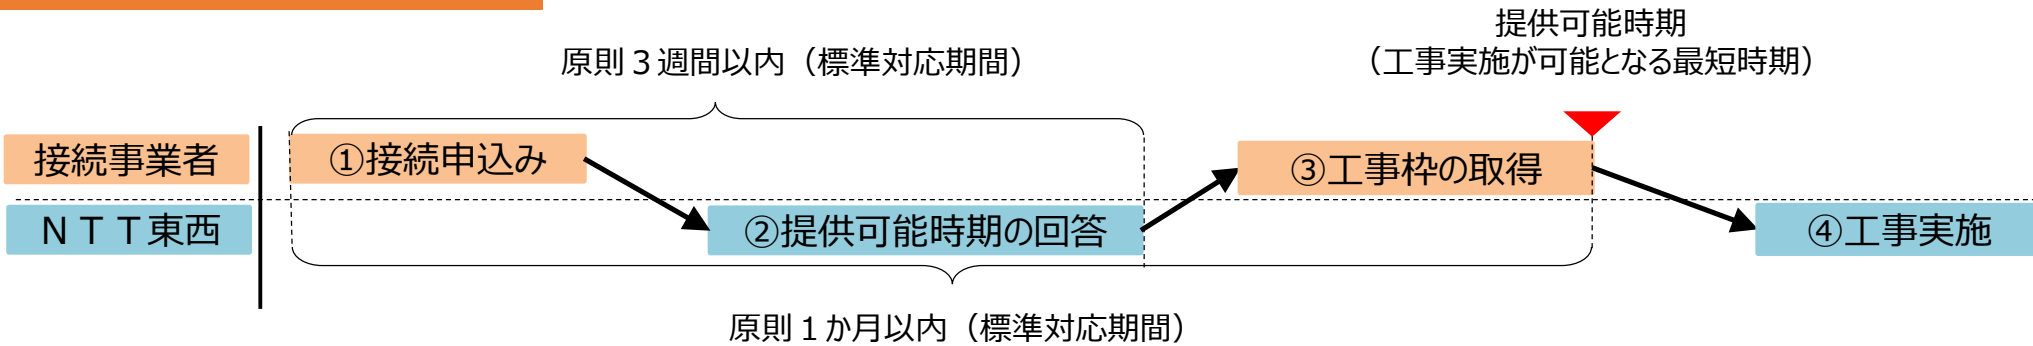 提供可能時期
（工事実施が可能となる最短時期）
原則３週間以内（標準対応期間）
接続事業者
①接続申込み
③工事枠の取得
ＮＴＴ東西
②提供可能時期の回答
④工事実施
原則１か月以内（標準対応期間）